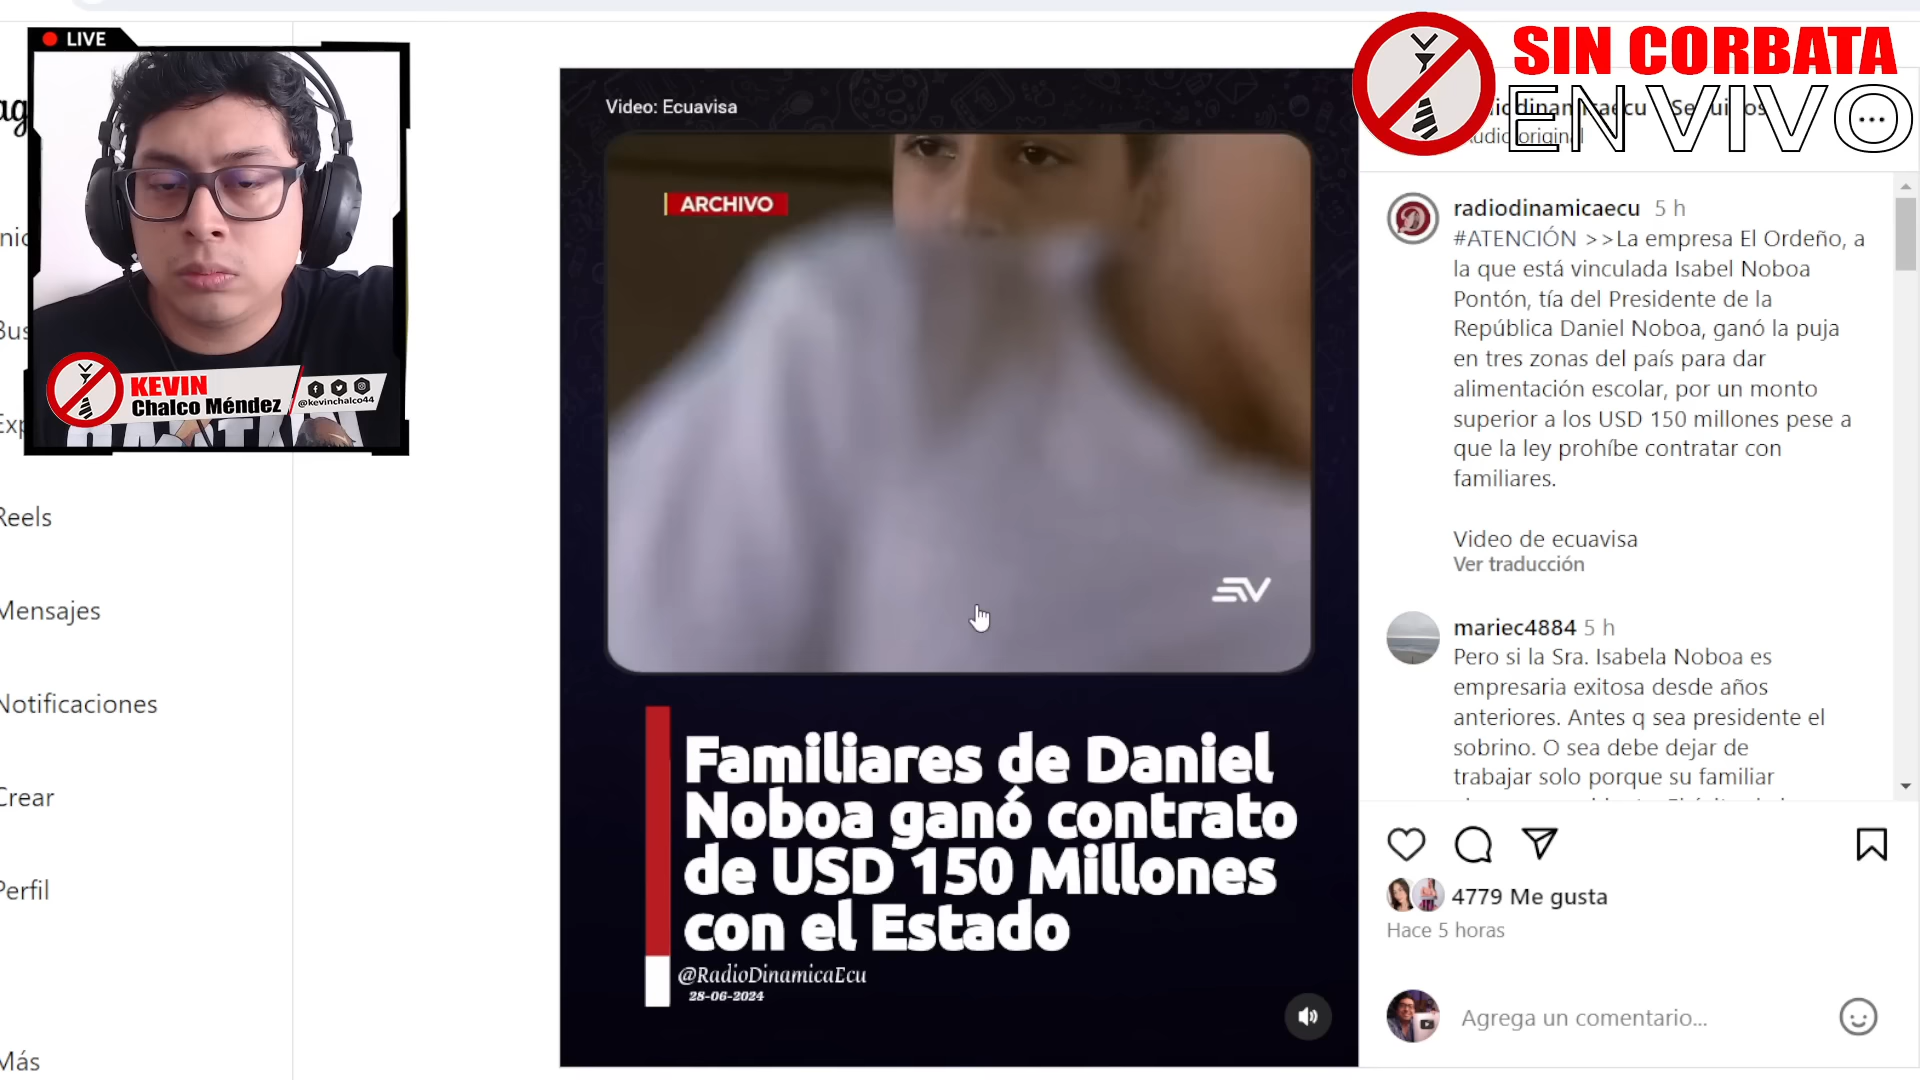 LIVE
SIN CORBATA
EN VIVO
KEVIN
Chalco Méndez
@kevinchalco44
Reels
Mensajes
Notificaciones
Crear
Perfil
Más
Video: Ecuavisa
ARCHIVO
Familiares de Daniel
Noboa ganó contrato
de USD 150 Millones
con el Estado
@RadioDinamicaEcu
28-06-2024
radiodinamicaecu 5 h
#ATENCIÓN >>La empresa El Ordeño, a
la que está vinculada Isabel Noboa
Pontón, tía del Presidente de la
República Daniel Noboa, ganó la puja
en tres zonas del país para dar
alimentación escolar, por un monto
superior a los USD 150 millones pese a
que la ley prohíbe contratar con
familiares.
Video de ecuavisa
Ver traducción
mariec4884 5 h
Pero si la Sra. Isabela Noboa es
empresaria exitosa desde años
anteriores. Antes q sea presidente el
sobrino. O sea debe dejar de
trabajar solo porque su familiar
4779 Me gusta
Hace 5 horas
Agrega un comentario...